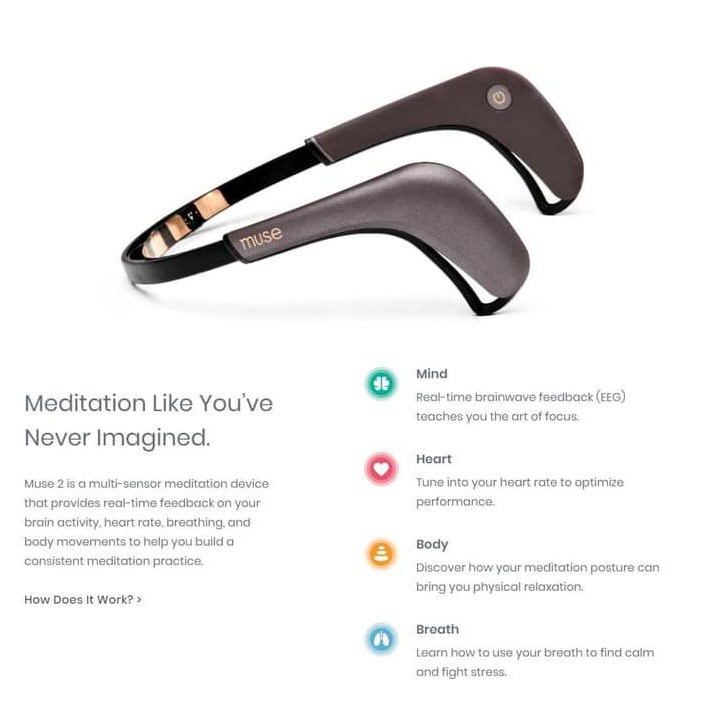 muse
Meditation Like You've
Never Imagined.
Muse 2 is a multi-sensor meditation device
that provides real-time feedback on your
brain activity, heart rate, breathing, and
body movements to help you build a
consistent meditation practice.
How Does It Work? >
Mind
Real-time brainwave feedback (EEG)
teaches you the art of focus.
Heart
Tune into your heart rate to optimize
performance.
Body
Discover how your meditation posture can
bring you physical relaxation.
Breath
Learn how to use your breath to find calm
and fight stress.